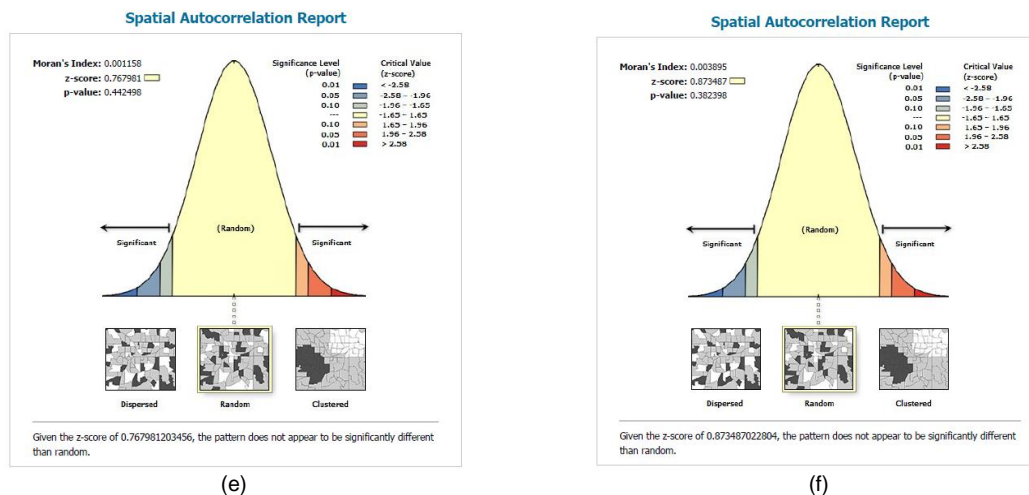 Spatial Autocorrelation Report
Moran's Index: 0.001158
z-score: 0.767981
p-value: 0.442498
Significance Level
(p-value)
Critical Value
(z-score)
0.01 < -2.58
0.05 -2.58 – -1.96
0.10 -1.96 – -1.65
--- -1.65 – 1.65
0.10 1.65 – 1.96
0.05 1.96 – 2.58
0.01 > 2.58
Significant
(Random)
Significant
Dispersed
Random
Clustered
Given the z-score of 0.767981203456, the pattern does not appear to be significantly different
than random.
(e)
Spatial Autocorrelation Report
Moran's Index: 0.003895
z-score: 0.873487
p-value: 0.382398
Significance Level
(p-value)
Critical Value
(z-score)
0.01 < -2.58
0.05 -2.58 – -1.96
0.10 -1.96 – -1.65
--- -1.65 – 1.65
0.10 1.65 – 1.96
0.05 1.96 – 2.58
0.01 > 2.58
Significant
(Random)
Significant
Dispersed
Random
Clustered
Given the z-score of 0.873487022804, the pattern does not appear to be significantly different
than random.
(f)